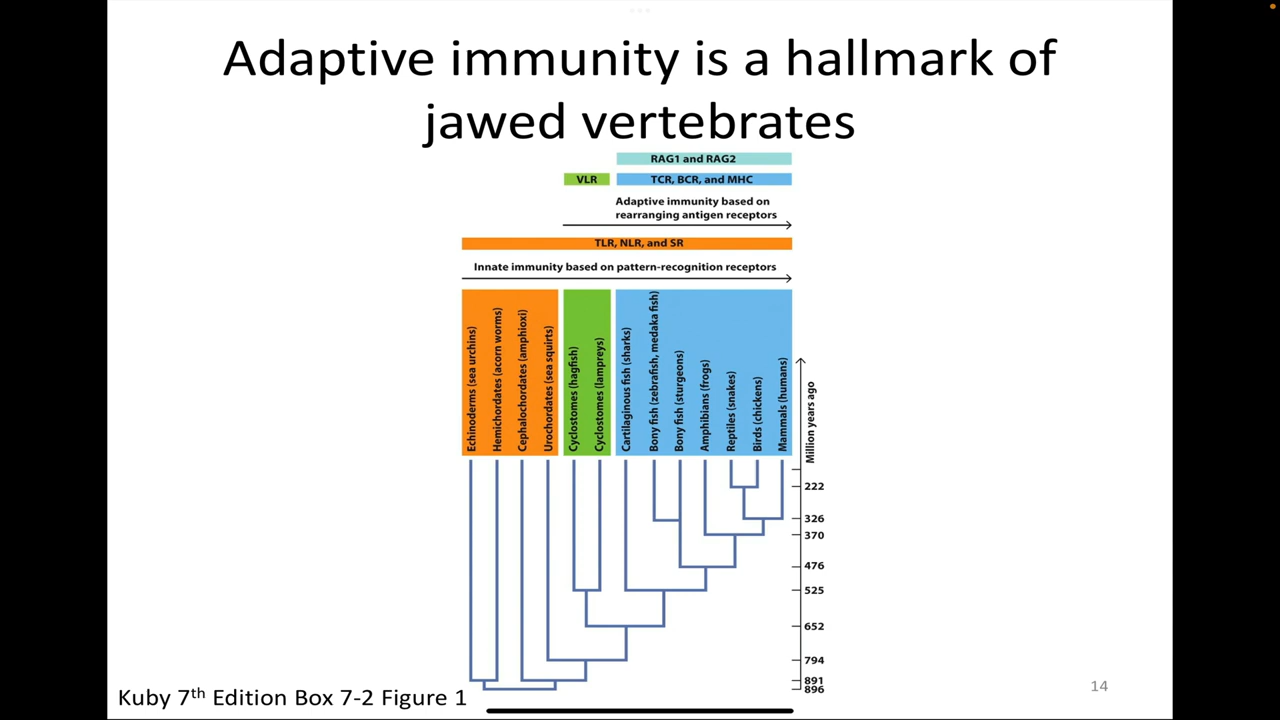 Adaptive immunity is a hallmark of
jawed vertebrates
RAG1 and RAG2
VLR
TCR, BCR, and MHC
Adaptive immunity based on
rearranging antigen receptors
TLR, NLR, and SR
Innate immunity based on pattern-recognition receptors
Echinoderms (sea urchins)
Hemichordates (acorn worms)
Cephalochordates (amphioxi)
Urochordates (sea squirts)
Cyclostomes (hagfish)
Cyclostomes (lampreys)
Cartilaginous fish (sharks)
Bony fish (zebrafish, medaka fish)
Bony fish (sturgeons)
Amphibians (frogs)
Reptiles (snakes)
Birds (chickens)
Mammals (humans)
Million years ago
222
326
370
476
525
652
794
891
896
Kuby 7th Edition Box 7-2 Figure 1
14